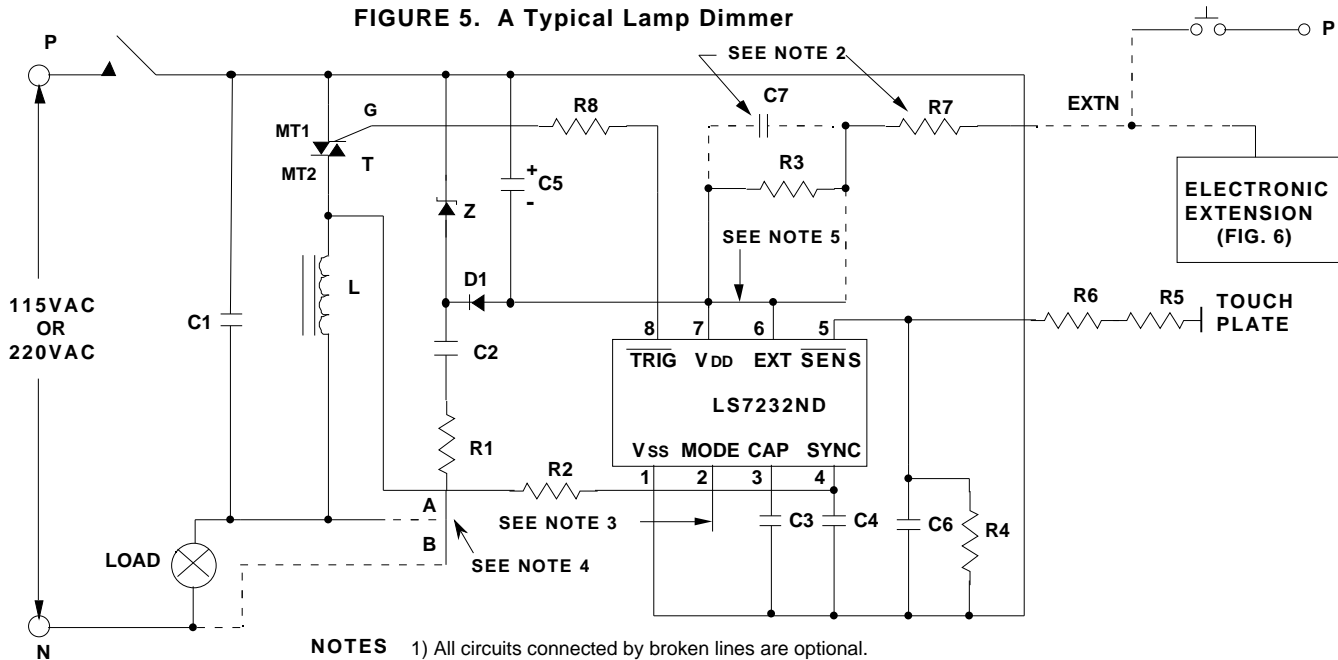 FIGURE 5. A Typical Lamp Dimmer
P
P
SEE NOTE 2
C7
R7
EXTN
G
R8
MT1
T
MT2
R3
+
C5
-
Z
ELECTRONIC
EXTENSION
(FIG. 6)
SEE NOTE 5
D1
L
R6
R5
TOUCH
PLATE
115VAC
OR
220VAC
C1
C2
8
7
6
5
TRIG
VDD
EXT
SENS
LS7232ND
R1
VSS
MODE
CAP
SYNC
R2
1
2
3
4
A
SEE NOTE 3
C3
C4
C6
R4
B
SEE NOTE 4
LOAD
N
NOTES 1) All circuits connected by broken lines are optional.